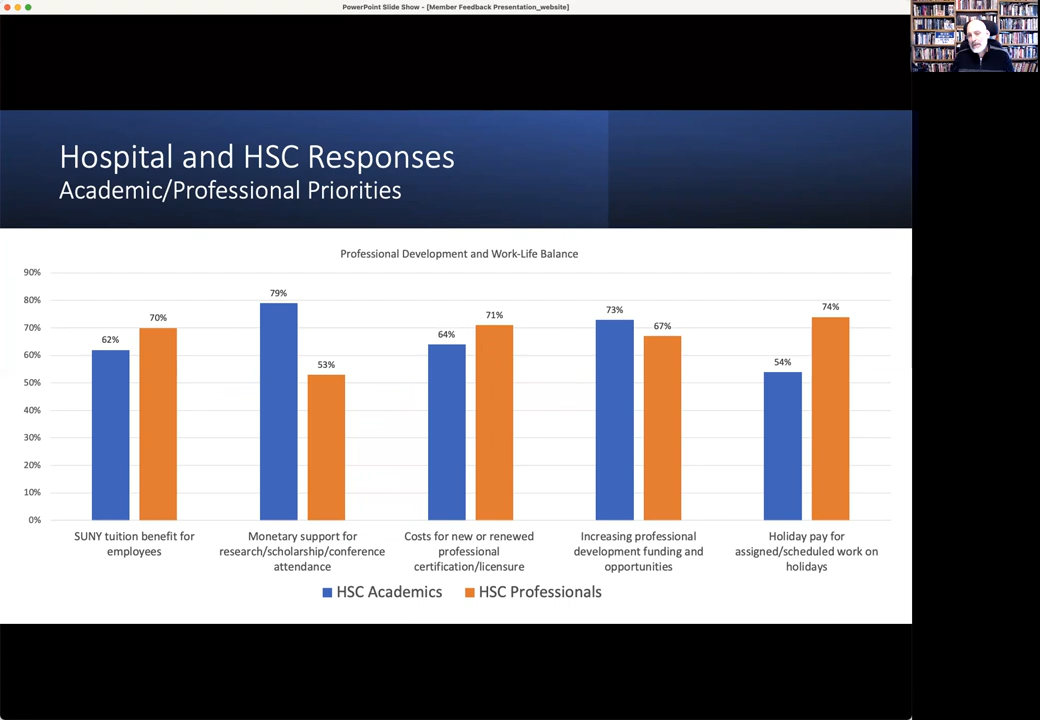 PowerPoint Slide Show - [Member Feedback Presentation_website]
Hospital and HSC Responses
Academic/Professional Priorities
Professional Development and Work-Life Balance
90%
80%
70%
60%
50%
40%
30%
20%
10%
0%
62%
70%
79%
53%
64%
71%
73%
67%
54%
74%
SUNY tuition benefit for
employees
Monetary support for
research/scholarship/conference
attendance
Costs for new or renewed
professional
certification/licensure
Increasing professional
development funding and
opportunities
Holiday pay for
assigned/scheduled work on
holidays
HSC Academics
HSC Professionals